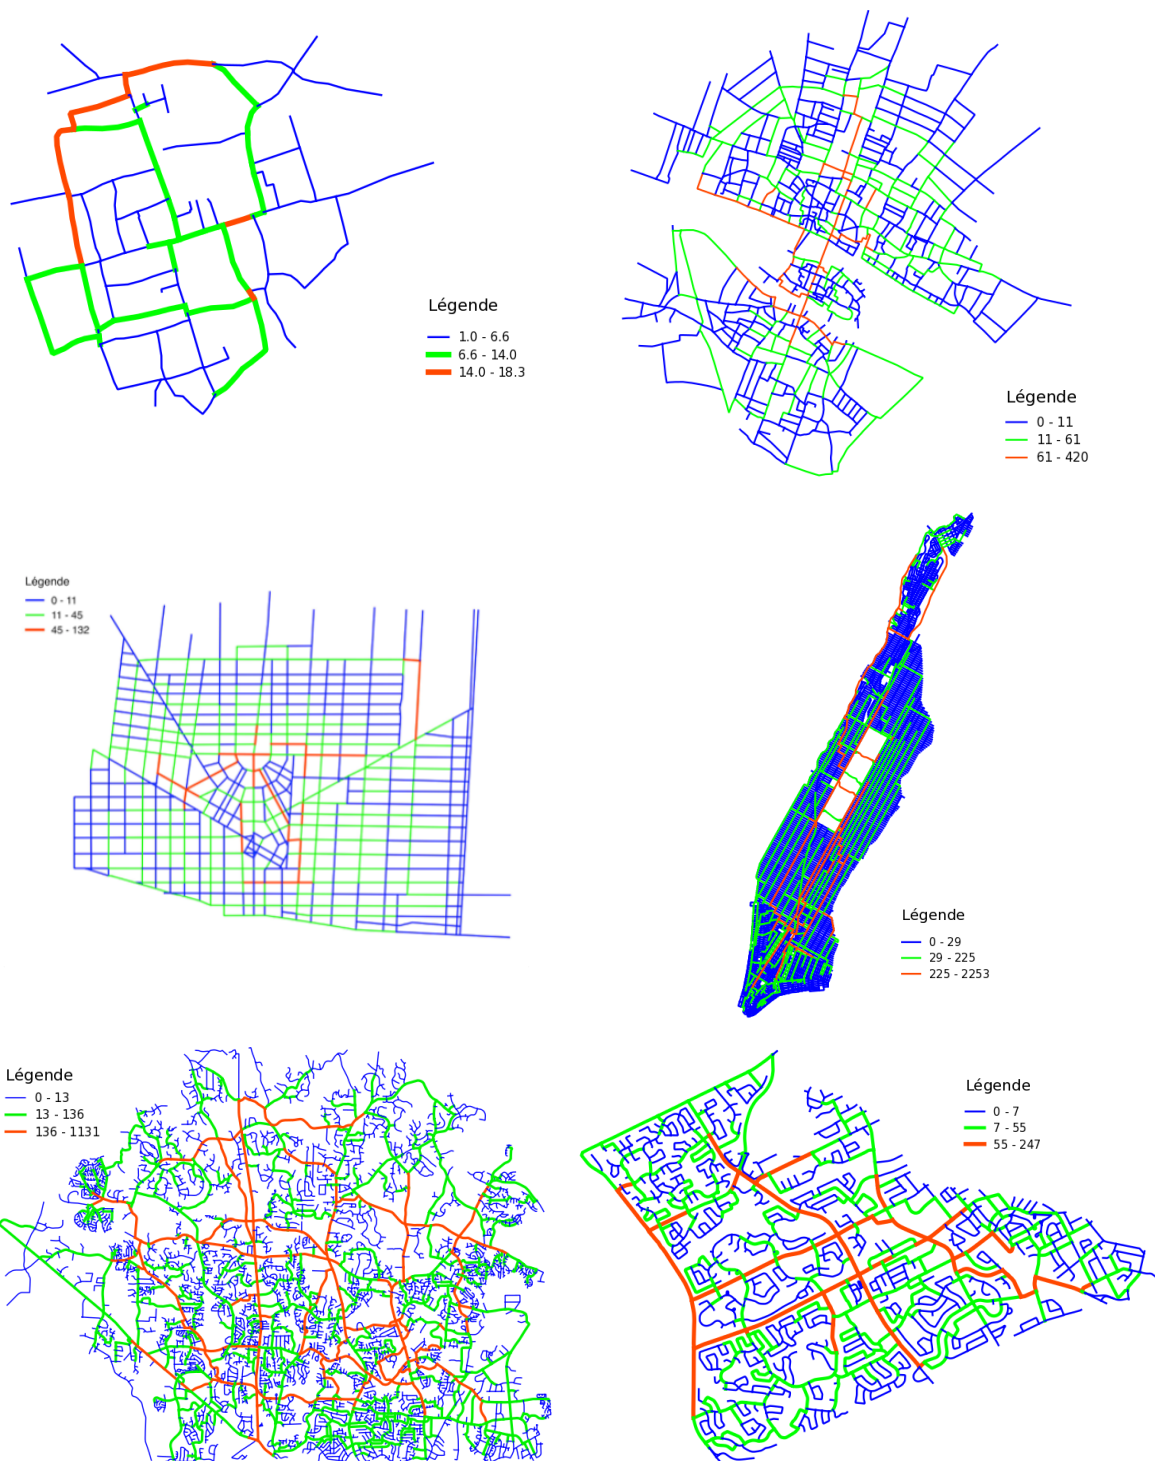 Légende
1.0 - 6.6
6.6 - 14.0
14.0 - 18.3
Légende
0 - 11
11 - 61
61 - 420
Légende
0 - 11
11 - 45
45 - 132
Légende
0 - 29
29 - 225
225 - 2253
Légende
0 - 13
13 - 136
136 - 1131
Légende
0 - 7
7 - 55
55 - 247